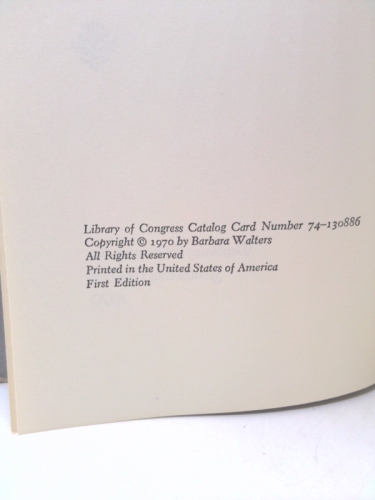 Library of Congress Catalog Card Number 74–130886
Copyright © 1970 by Barbara Walters
All Rights Reserved
Printed in the United States of America
First Edition